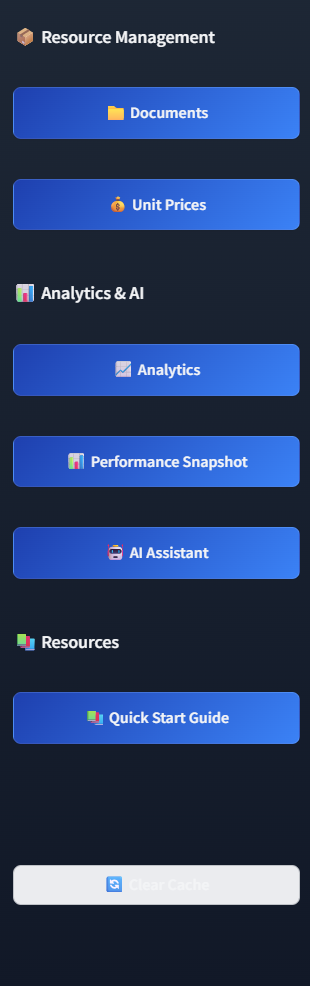 Resource Management
Documents
Unit Prices
Analytics & AI
Analytics
Performance Snapshot
AI Assistant
Resources
Quick Start Guide
Clear Cache